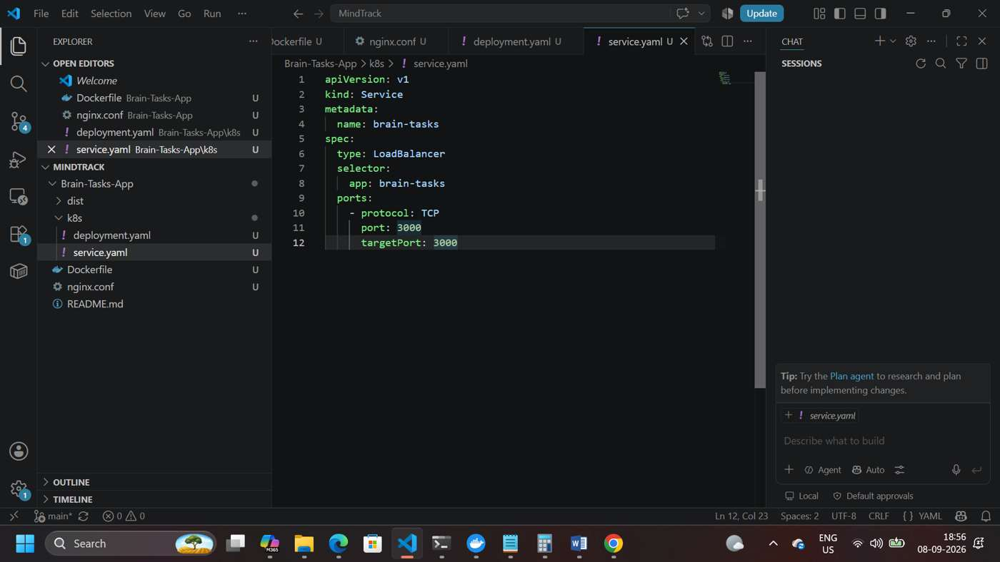 File Edit Selection View Go Run ···
MindTrack
Update
EXPLORER ···
OPEN EDITORS
Welcome
Dockerfile Brain-Tasks-App U
nginx.conf Brain-Tasks-App U
deployment.yaml Brain-Tasks-App\k8s U
service.yaml Brain-Tasks-App\k8s U
MINDTRACK
Brain-Tasks-App
dist
k8s
deployment.yaml U
service.yaml U
Dockerfile U
nginx.conf U
README.md
OUTLINE
TIMELINE
4
1
1
Dockerfile U
nginx.conf U
deployment.yaml U
service.yaml U
Brain-Tasks-App > k8s > ! service.yaml
1 apiVersion: v1
2 kind: Service
3 metadata:
4 name: brain-tasks
5 spec:
6 type: LoadBalancer
7 selector:
8 app: brain-tasks
9 ports:
10 - protocol: TCP
11 port: 3000
12 targetPort: 3000
CHAT
SESSIONS
Tip: Try the Plan agent to research and plan
before implementing changes.
service.yaml
Describe what to build
Agent Auto
Local Default approvals
main* 0 0
Ln 12, Col 23 Spaces: 2 UTF-8 CRLF {} YAML
Search
M365
ENG
US
18:56
08-09-2026